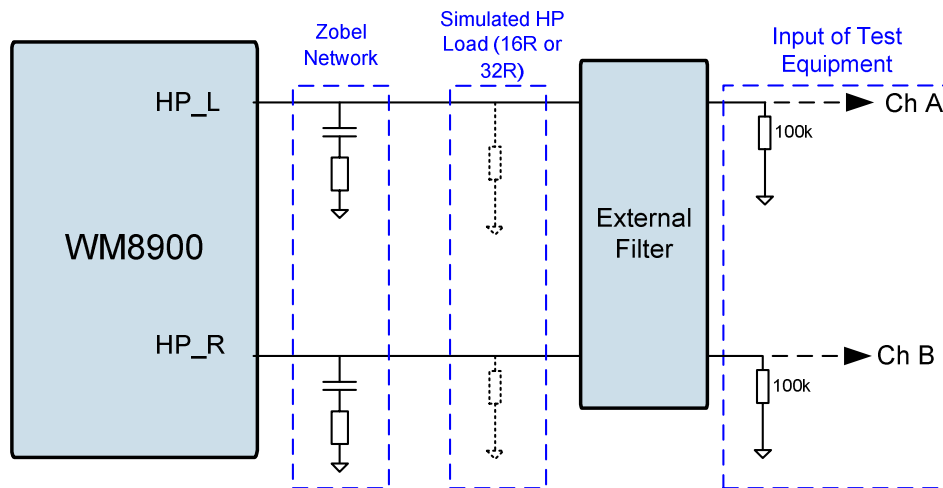 Zobel
Network
Simulated HP
Load (16R or
32R)
Input of Test
Equipment
HP_L
Ch A
100k
WM8900
External
Filter
HP_R
Ch B
100k